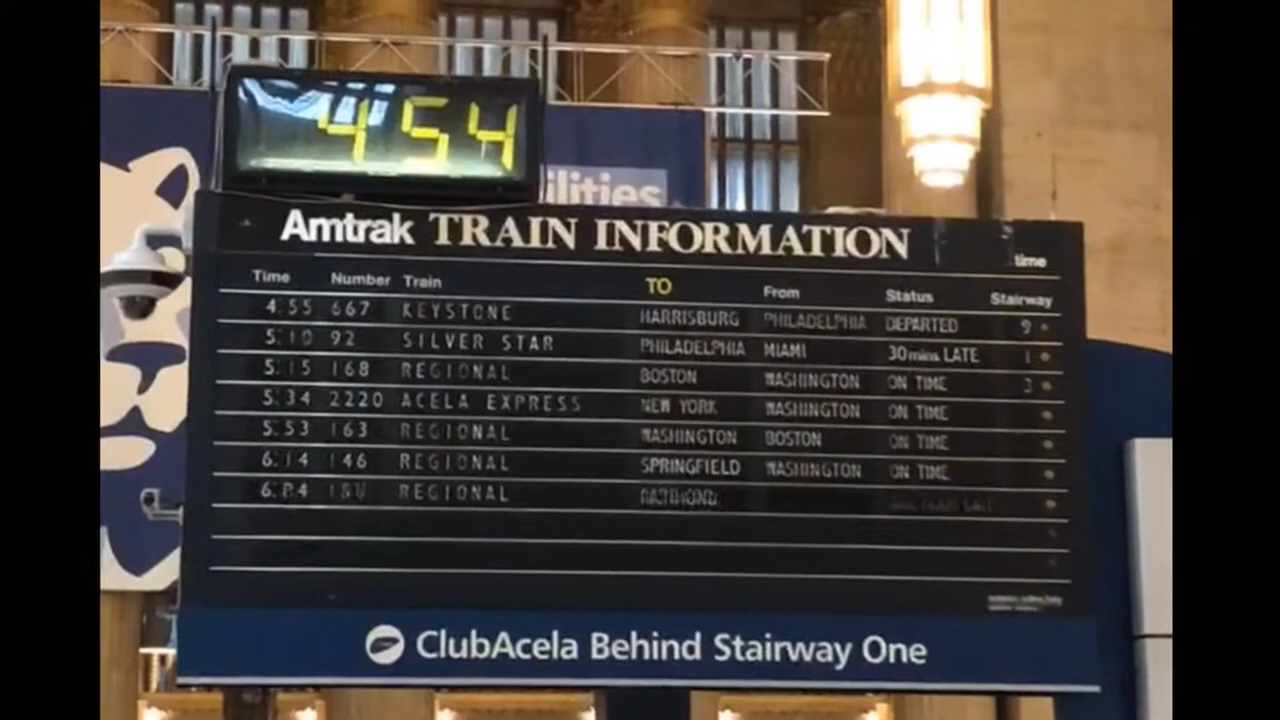 4 54
ilities
Amtrak TRAIN INFORMATION
time
Time Number Train TO From Status Stairway
4:55 667 KEYSTONE HARRISBURG PHILADELPHIA DEPARTED 9
5:10 92 SILVER STAR PHILADELPHIA MIAMI 30mins LATE 1
5:15 168 REGIONAL BOSTON WASHINGTON ON TIME 3
5:34 2220 ACELA EXPRESS NEW YORK WASHINGTON ON TIME
5:53 163 REGIONAL WASHINGTON BOSTON ON TIME
6:14 146 REGIONAL SPRINGFIELD WASHINGTON ON TIME
REGIONAL
ClubAcela Behind Stairway One